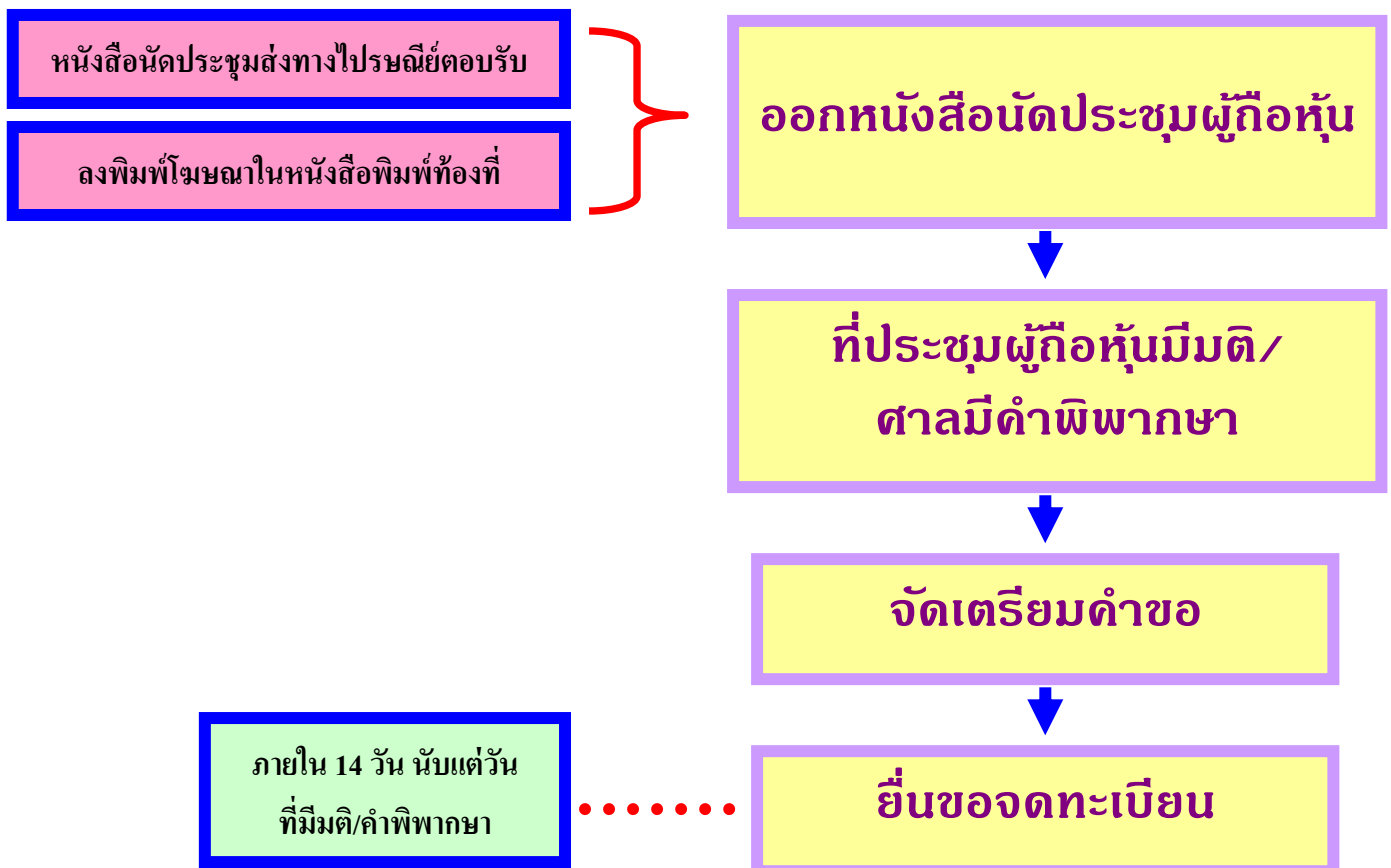 หนังสือนัดประชุมส่งทางไปรษณีย์ตอบรับ
ลงพิมพ์โฆษณาในหนังสือพิมพ์ท้องที่
ออกหนังสือนัดประชุมผู้ถือหุ้น
ที่ประชุมผู้ถือหุ้นมีมติ/
ศาลมีคำพิพากษา
จัดเตรียมคำขอ
ภายใน 14 วัน นับแต่วัน
ที่มีมติ/คำพิพากษา
ยื่นขอจดทะเบียน